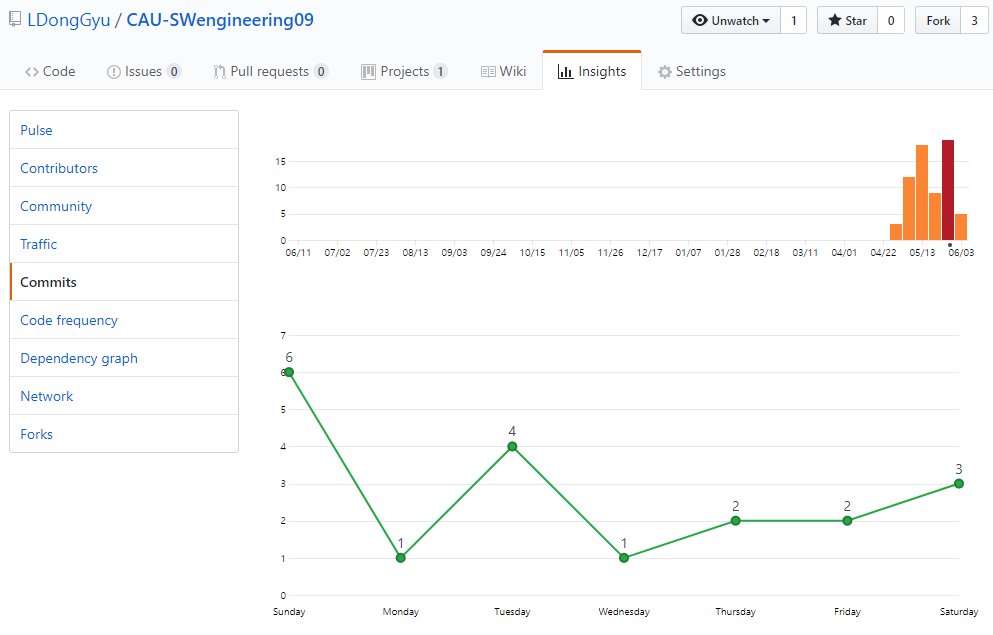 LDongGyu / CAU-SWengineering09
Unwatch 1 Star 0 Fork 3
Code Issues 0 Pull requests 0 Projects 1 Wiki Insights Settings
Pulse
Contributors
Community
Traffic
Commits
Code frequency
Dependency graph
Network
Forks
15
10
5
0
06/11 07/02 07/23 08/13 09/03 09/24 10/15 11/05 11/26 12/17 01/07 01/28 02/18 03/11 04/01 04/22 05/13 06/03
7
6
6
5
4
4
3
3
2
2
2
1
1
1
0
Sunday Monday Tuesday Wednesday Thursday Friday Saturday